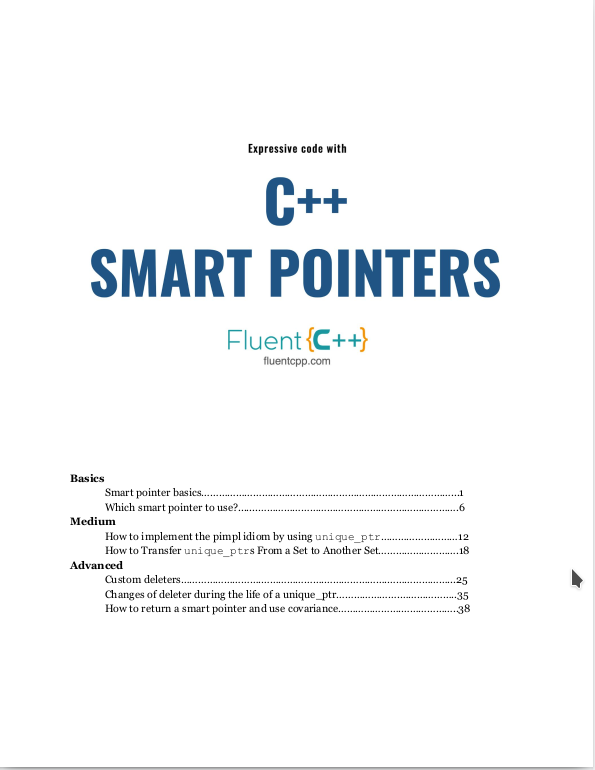 Expressive code with
C++
SMART POINTERS
Fluent {C++}
fluentcpp.com
Basics
Smart pointer basics..........................................................................................1
Which smart pointer to use?.............................................................................6
Medium
How to implement the pimpl idiom by using unique_ptr...........................12
How to Transfer unique_ptrs From a Set to Another Set............................18
Advanced
Custom deleters................................................................................................25
Changes of deleter during the life of a unique_ptr..........................................35
How to return a smart pointer and use covariance..........................................38